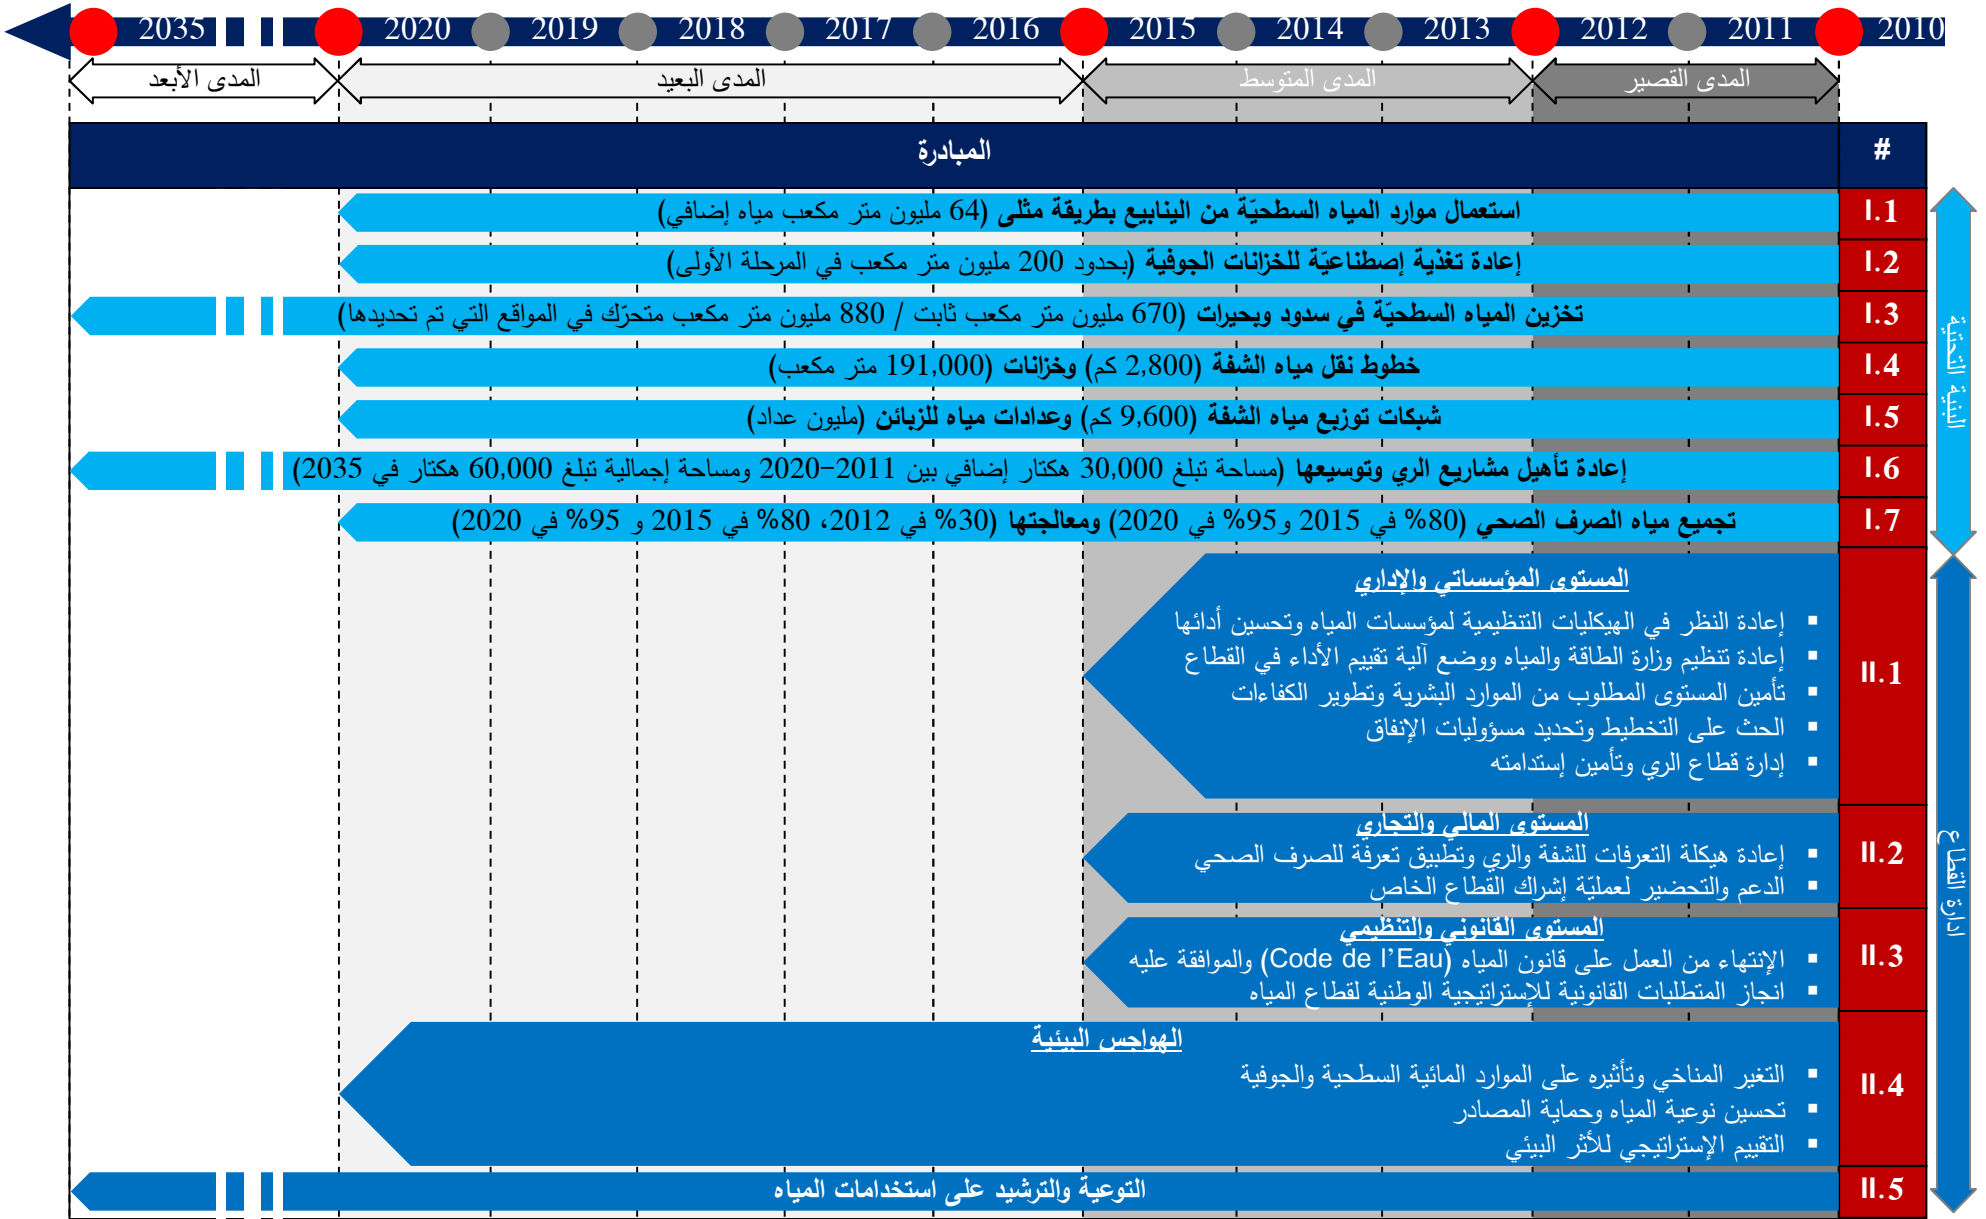 2010 2011 2012 2013 2014 2015 2016 2017 2018 2019 2020 2035
المدى القصير المدى المتوسط المدى البعيد المدى الأبعد
# المبادرة
البنية التحتية
I.1 استعمال موارد المياه السطحيّة من الينابيع بطريقة مثلى (64 مليون متر مكعب مياه إضافي)
I.2 إعادة تغذية إصطناعيّة للخزانات الجوفية (بحدود 200 مليون متر مكعب في المرحلة الأولى)
I.3 تخزين المياه السطحيّة في سدود وبحيرات (670 مليون متر مكعب ثابت / 880 مليون متر مكعب متحرّك في المواقع التي تم تحديدها)
I.4 خطوط نقل مياه الشفة (2,800 كم) وخزانات (191,000 متر مكعب)
I.5 شبكات توزيع مياه الشفة (9,600 كم) وعدادات مياه للزبائن (مليون عداد)
I.6 إعادة تأهيل مشاريع الري وتوسيعها (مساحة تبلغ 30,000 هكتار إضافي بين 2011-2020 ومساحة إجمالية تبلغ 60,000 هكتار في 2035)
I.7 تجميع مياه الصرف الصحي (80% في 2015 و95% في 2020) ومعالجتها (30% في 2012، 80% في 2015 و 95% في 2020)
ادارة القطاع
II.1 المستوى المؤسساتي والإداري
▪ إعادة النظر في الهيكليات التنظيمية لمؤسسات المياه وتحسين أدائها
▪ إعادة تنظيم وزارة الطاقة والمياه ووضع آلية تقييم الأداء في القطاع
▪ تأمين المستوى المطلوب من الموارد البشرية وتطوير الكفاءات
▪ الحث على التخطيط وتحديد مسؤوليات الإنفاق
▪ إدارة قطاع الري وتأمين إستدامته
II.2 المستوى المالي والتجاري
▪ إعادة هيكلة التعرفات للشفة والري وتطبيق تعرفة للصرف الصحي
▪ الدعم والتحضير لعمليّة إشراك القطاع الخاص
II.3 المستوى القانوني والتنظيمي
▪ الإنتهاء من العمل على قانون المياه (Code de l’Eau) والموافقة عليه
▪ انجاز المتطلبات القانونية للإستراتيجية الوطنية لقطاع المياه
II.4 الهواجس البيئية
▪ التغير المناخي وتأثيره على الموارد المائية السطحية والجوفية
▪ تحسين نوعية المياه وحماية المصادر
▪ التقييم الإستراتيجي للأثر البيئي
II.5 التوعية والترشيد على استخدامات المياه